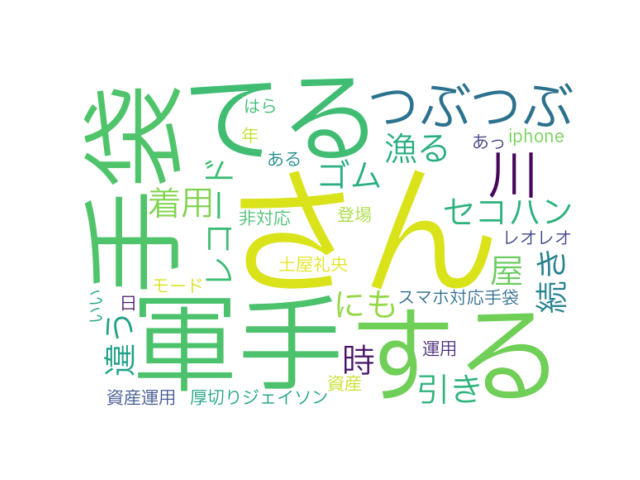 手袋
てる
つぶつぶ
はら
年
ある
ゴム
漁る
あっ
iphone
川
着用
レコード
非対応
さん
登場
セコハン
土屋礼央
レオレオ
屋
続き
モード
いい
日
違う
軍手
にも
スマホ対応手袋
する
時
運用
引き
資産
資産運用
厚切りジェイソン